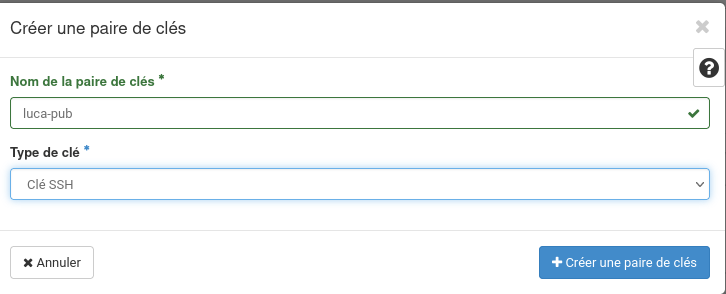 Créer une paire de clés
Nom de la paire de clés *
luca-pub
Type de clé *
Clé SSH
Annuler
Créer une paire de clés